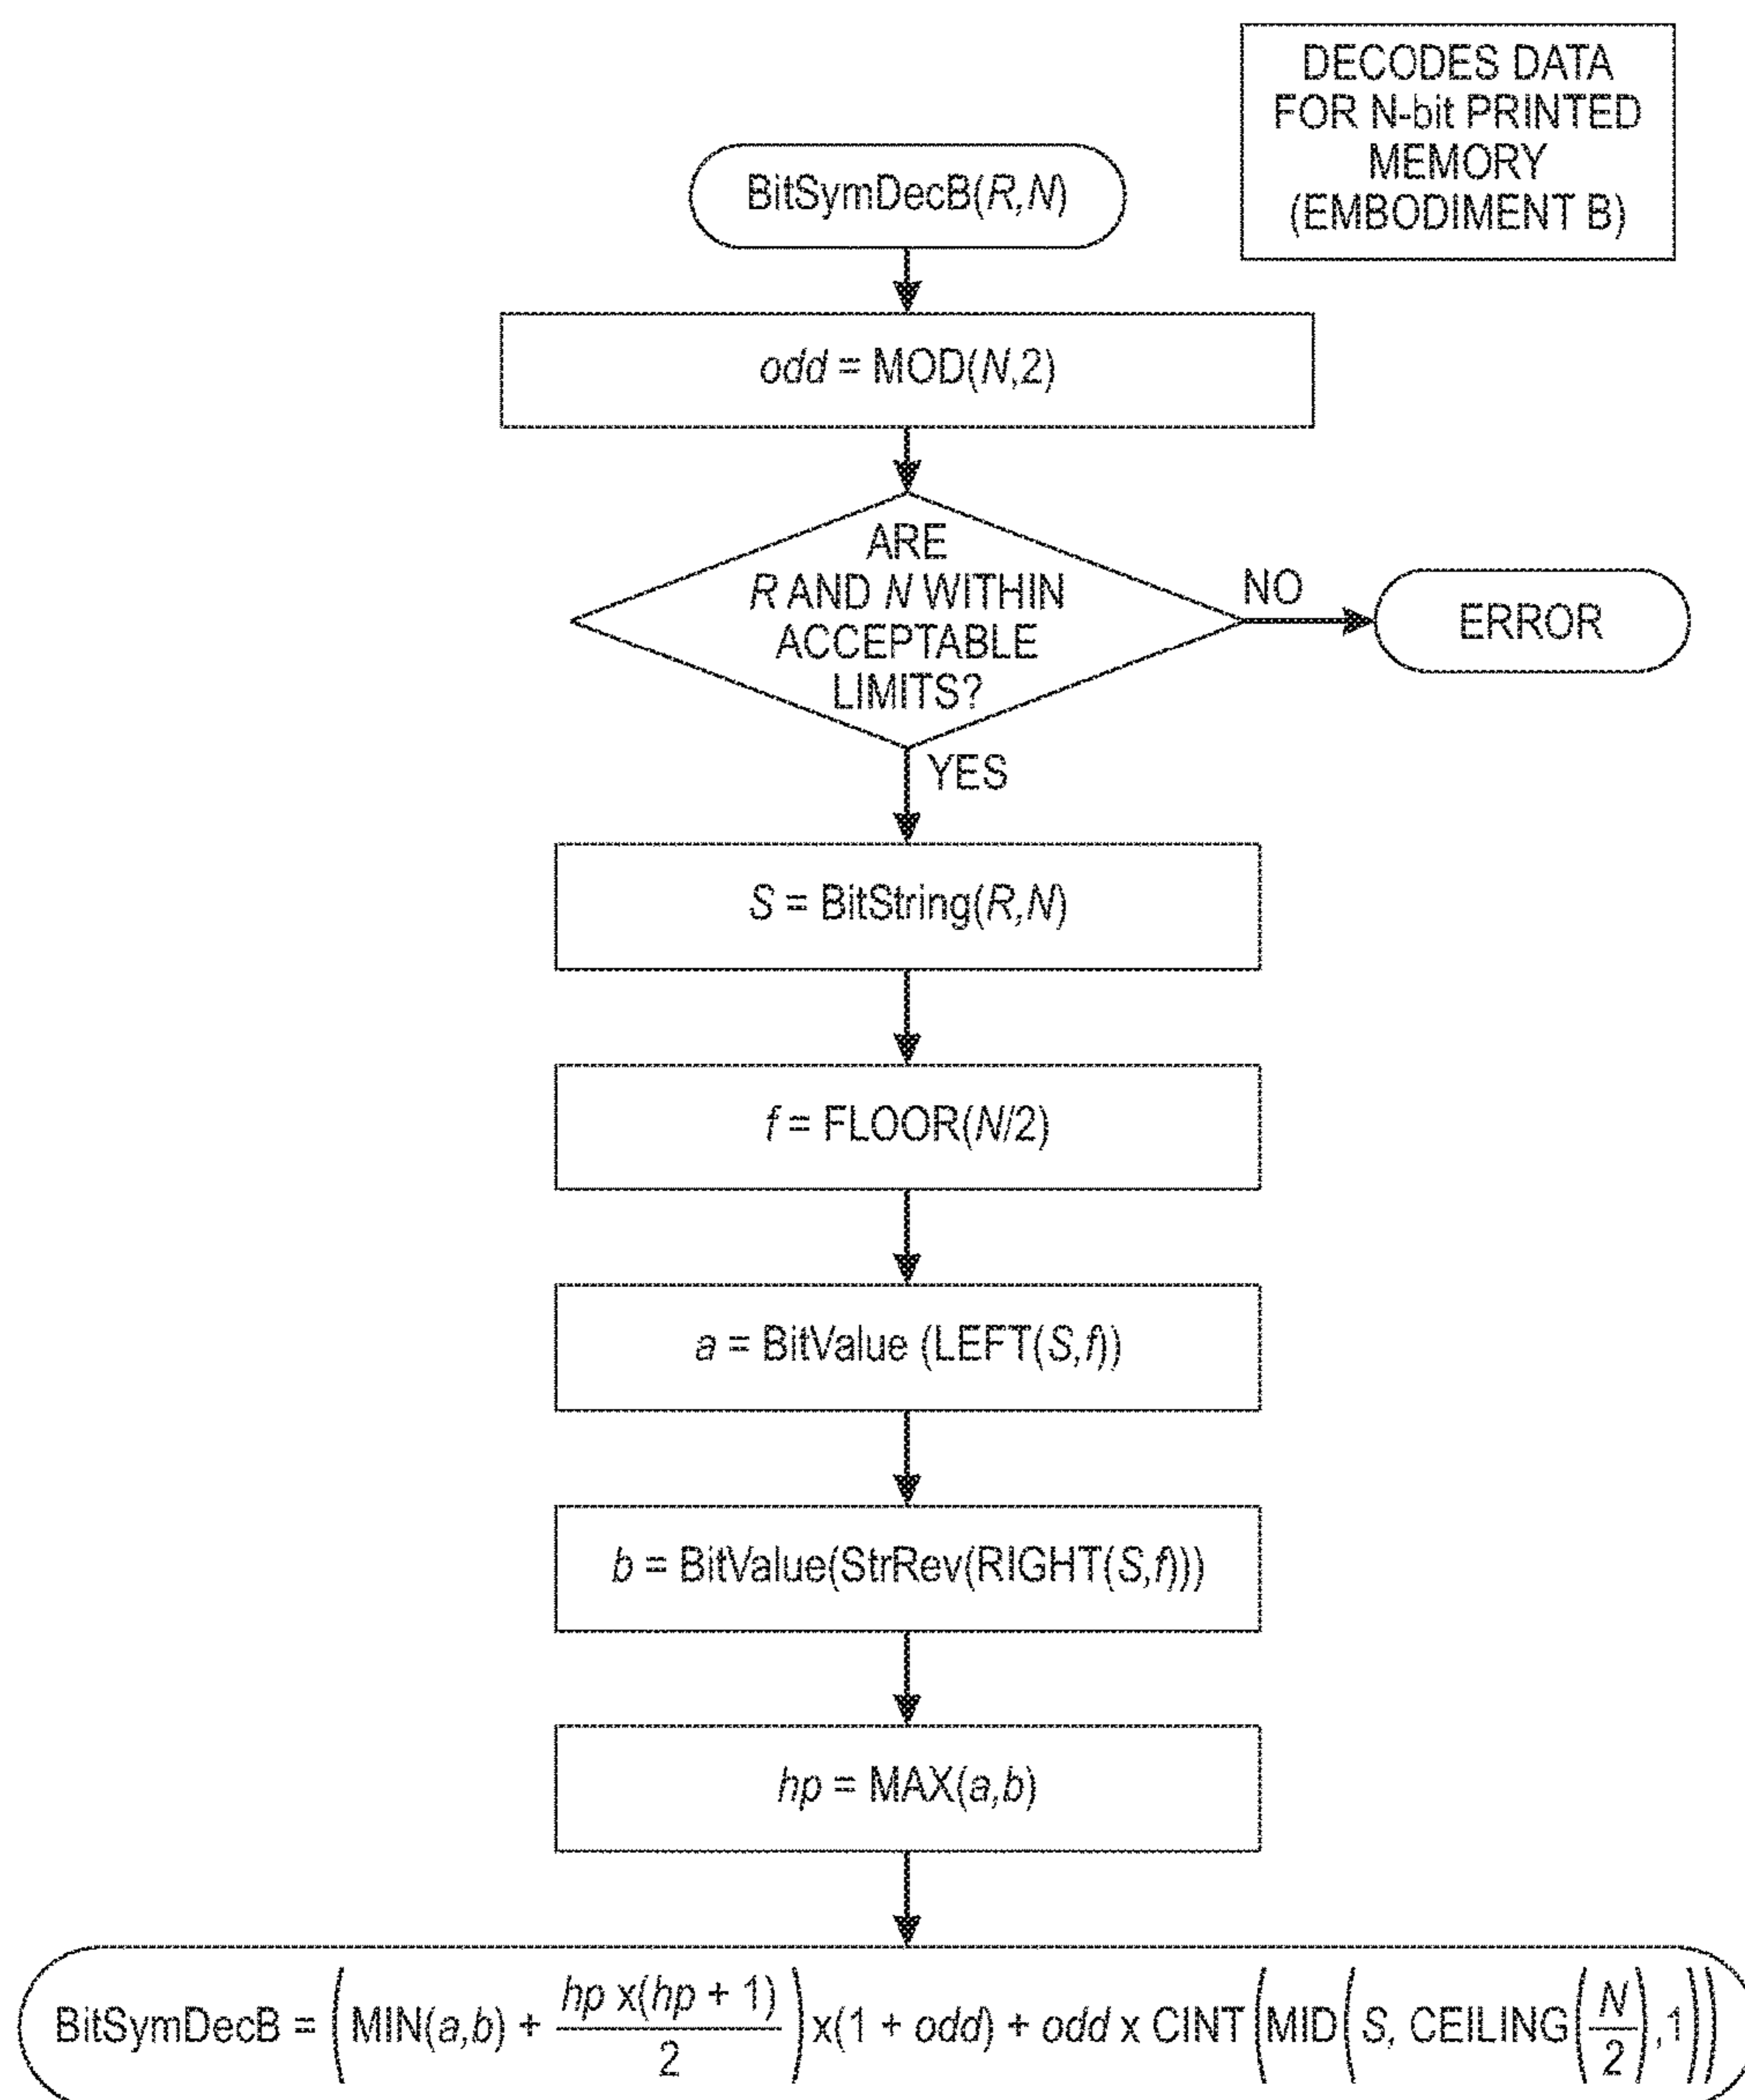 DECODES DATA
FOR N-bit PRINTED
MEMORY
(EMBODIMENT B)
BitSymDecB(R,N)
odd = MOD(N,2)
ARE
R AND N WITHIN
ACCEPTABLE
LIMITS?
NO
ERROR
YES
S = BitString(R,N)
f = FLOOR(N/2)
a = BitValue (LEFT(S,f))
b = BitValue(StrRev(RIGHT(S,f)))
hp = MAX(a,b)
BitSymDecB = (MIN(a,b) + hp x(hp + 1)/2) x(1 + odd) + odd x CINT(MID(S, CEILING(N/2),1))